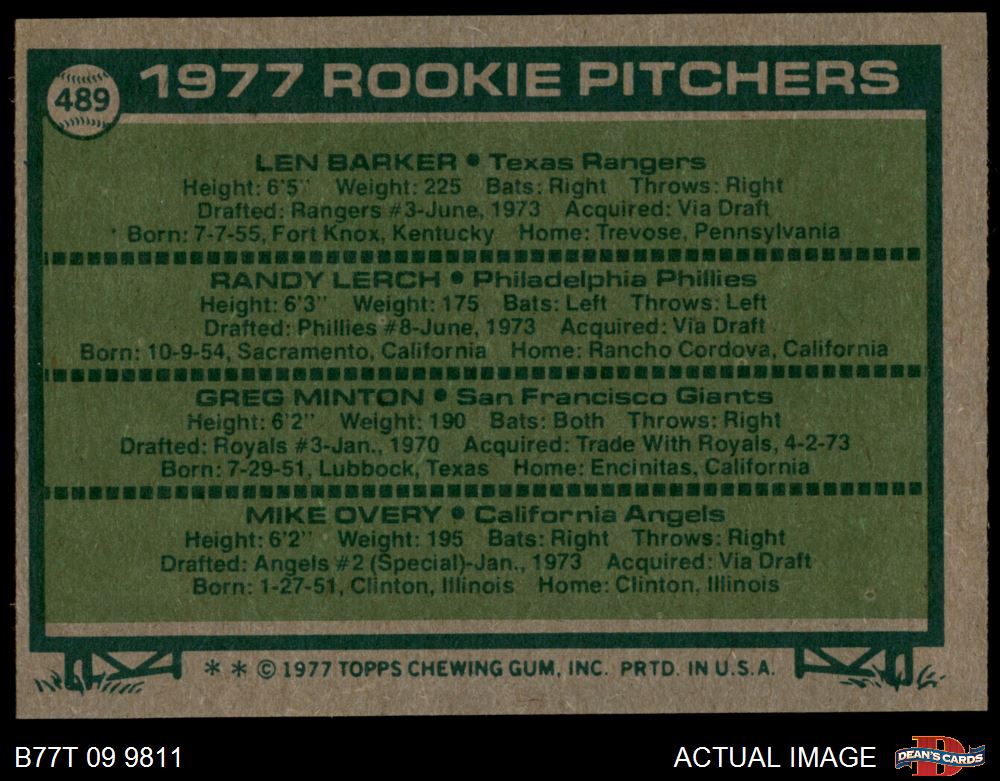 489
1977 ROOKIE PITCHERS
LEN BARKER • Texas Rangers
Height: 6'5" Weight: 225 Bats: Right Throws: Right
Drafted: Rangers #3-June, 1973 Acquired: Via Draft
Born: 7-7-55, Fort Knox, Kentucky Home: Trevose, Pennsylvania
RANDY LERCH • Philadelphia Phillies
Height: 6'3" Weight: 175 Bats: Left Throws: Left
Drafted: Phillies #8-June, 1973 Acquired: Via Draft
Born: 10-9-54, Sacramento, California Home: Rancho Cordova, California
GREG MINTON • San Francisco Giants
Height: 6'2" Weight: 190 Bats: Both Throws: Right
Drafted: Royals #3-Jan., 1970 Acquired: Trade With Royals, 4-2-73
Born: 7-29-51, Lubbock, Texas Home: Encinitas, California
MIKE OVERY • California Angels
Height: 6'2" Weight: 195 Bats: Right Throws: Right
Drafted: Angels #2 (Special)-Jan., 1973 Acquired: Via Draft
Born: 1-27-51, Clinton, Illinois Home: Clinton, Illinois
* * © 1977 TOPPS CHEWING GUM, INC. PRTD. IN U.S.A.
B77T 09 9811
ACTUAL IMAGE
D
DEAN'S CARDS